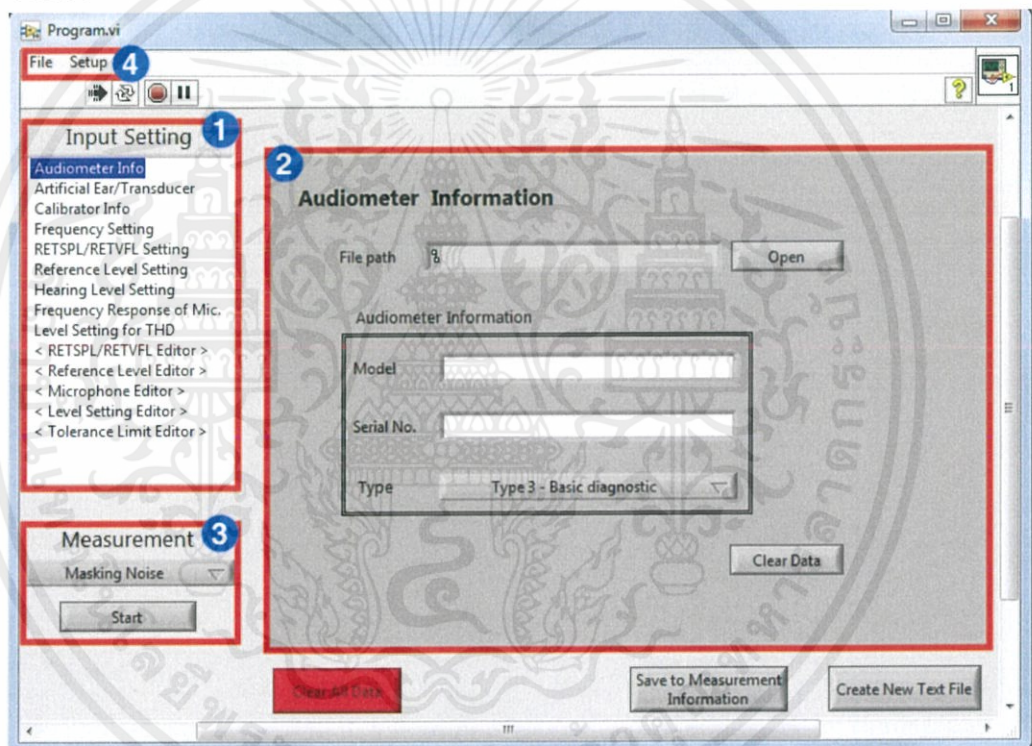 Program.vi
File Setup 4
1
Input Setting 1
Audiometer Info
Artificial Ear/Transducer
Calibrator Info
Frequency Setting
RETSPL/RETVFL Setting
Reference Level Setting
Hearing Level Setting
Frequency Response of Mic.
Level Setting for THD
< RETSPL/RETVFL Editor >
< Reference Level Editor >
< Microphone Editor >
< Level Setting Editor >
< Tolerance Limit Editor >
2
Audiometer Information
File path
Open
Audiometer Information
Model
Serial No.
Type Type 3 - Basic diagnostic
Clear Data
Measurement 3
Masking Noise
Start
Clear All Data
Save to Measurement
Information
Create New Text File